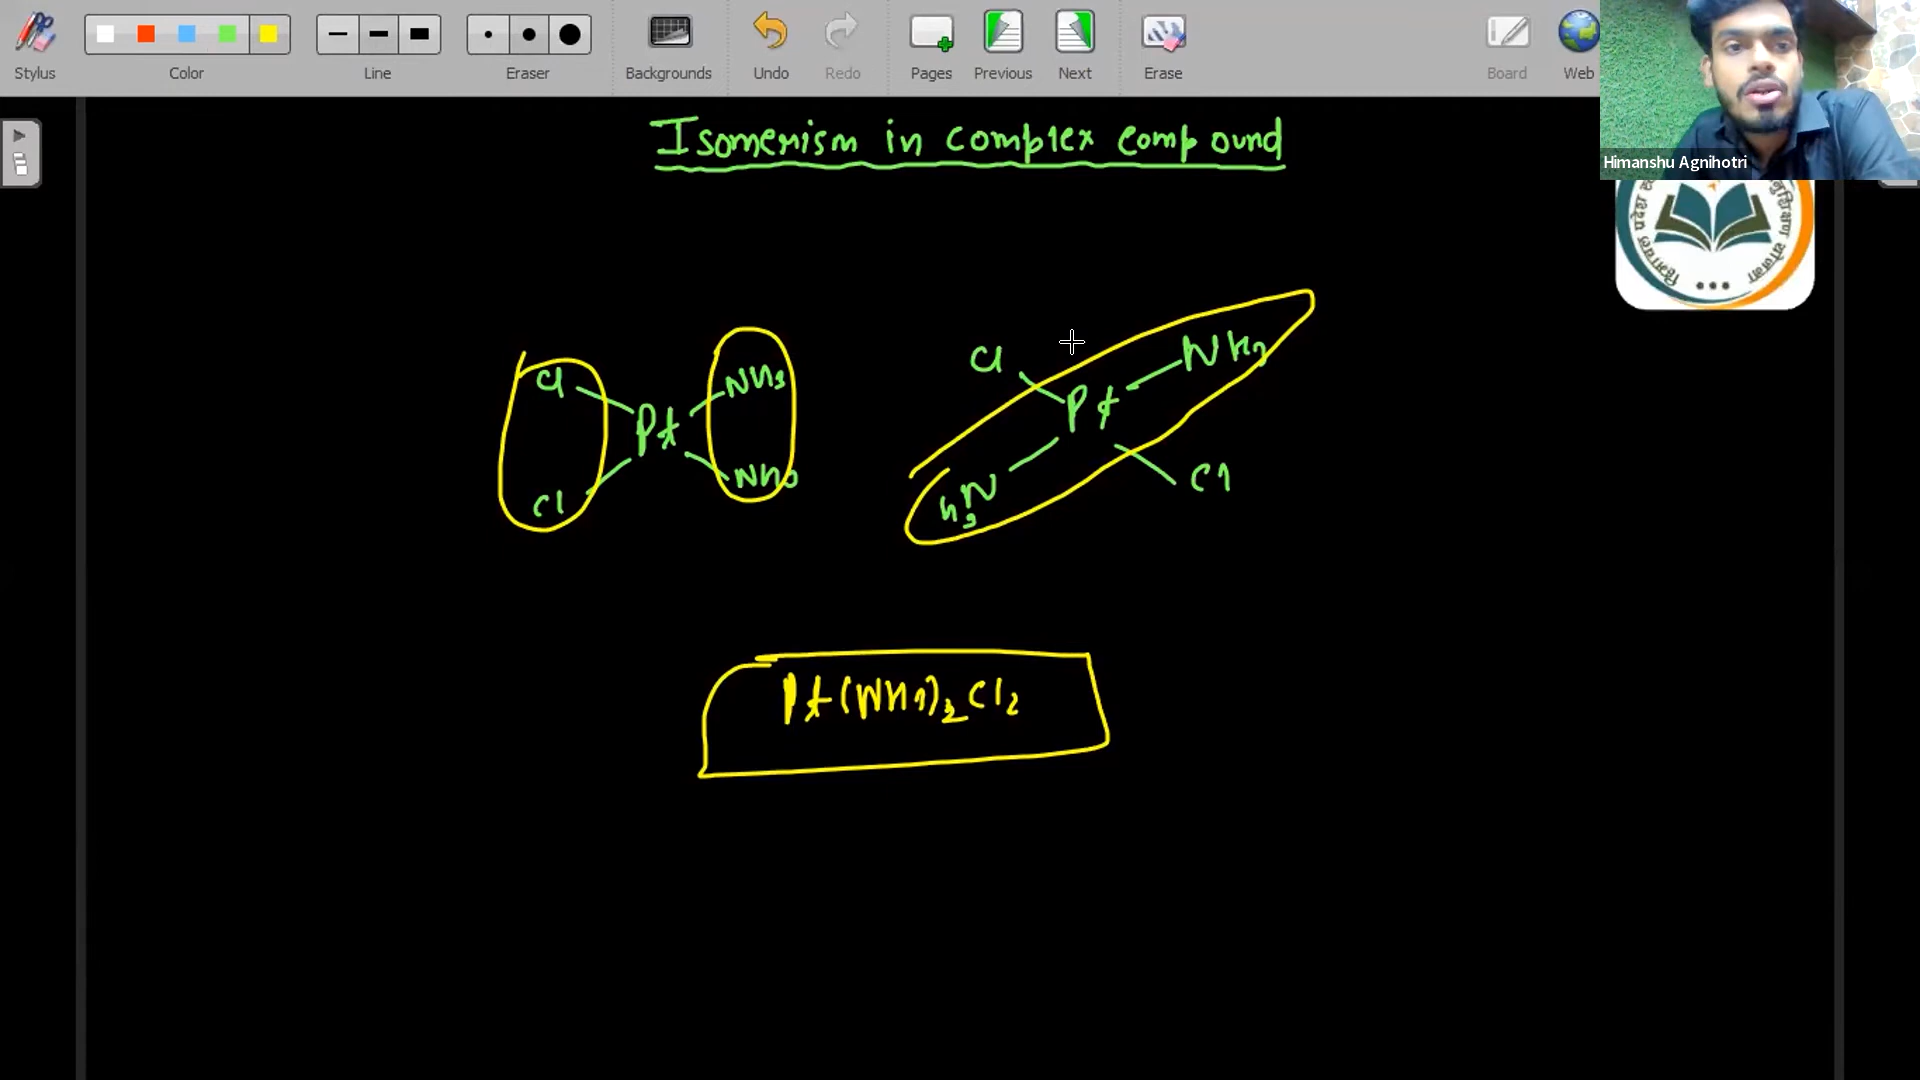 Stylus Color Line Eraser Backgrounds Undo Redo Pages Previous Next Erase Board Web
Himanshu Agnihotri
Isomerism in complex compound
Cl NH3
Pt
Cl
Cl NH3
Pt
H3N Cl
Pt(NH3)2Cl2